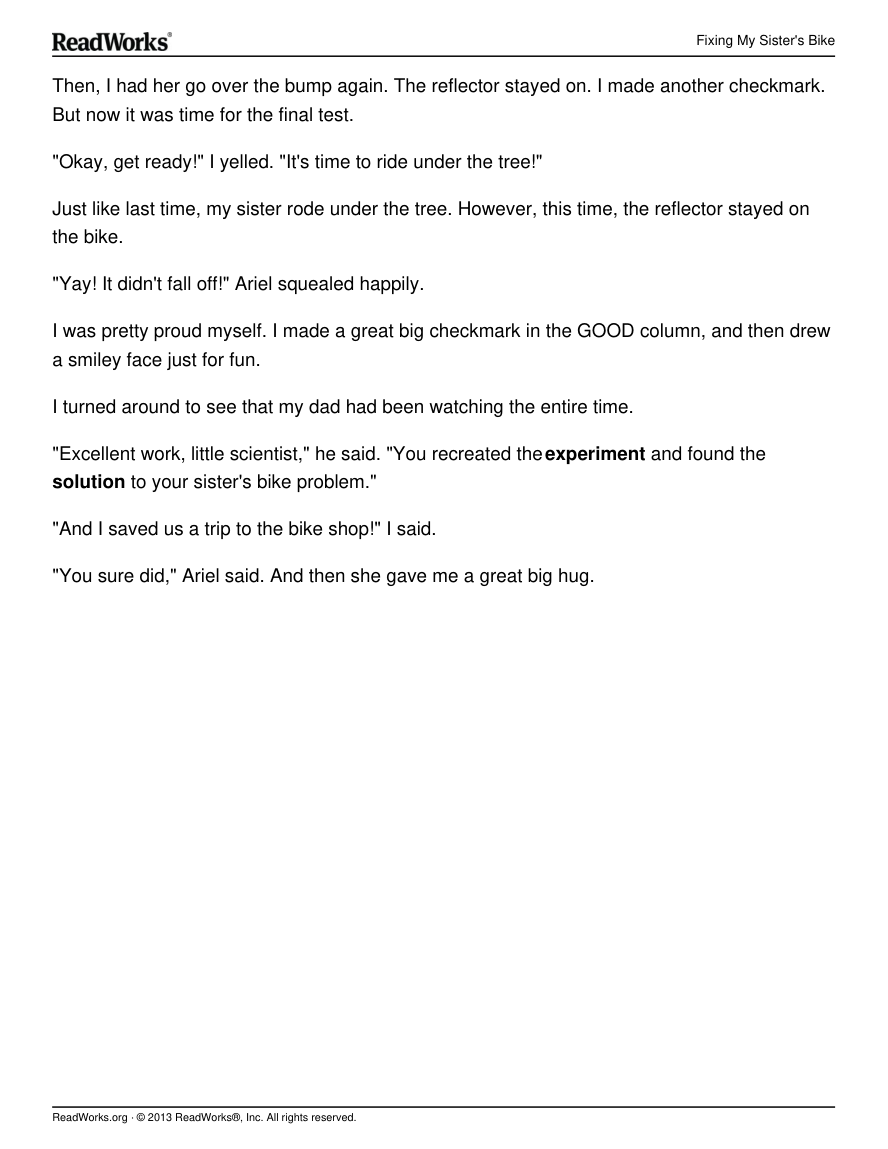 ReadWorks®
Fixing My Sister's Bike
Then, I had her go over the bump again. The reflector stayed on. I made another checkmark.
But now it was time for the final test.
"Okay, get ready!" I yelled. "It's time to ride under the tree!"
Just like last time, my sister rode under the tree. However, this time, the reflector stayed on
the bike.
"Yay! It didn't fall off!" Ariel squealed happily.
I was pretty proud myself. I made a great big checkmark in the GOOD column, and then drew
a smiley face just for fun.
I turned around to see that my dad had been watching the entire time.
"Excellent work, little scientist," he said. "You recreated the experiment and found the
solution to your sister's bike problem."
"And I saved us a trip to the bike shop!" I said.
"You sure did," Ariel said. And then she gave me a great big hug.
ReadWorks.org · © 2013 ReadWorks®, Inc. All rights reserved.